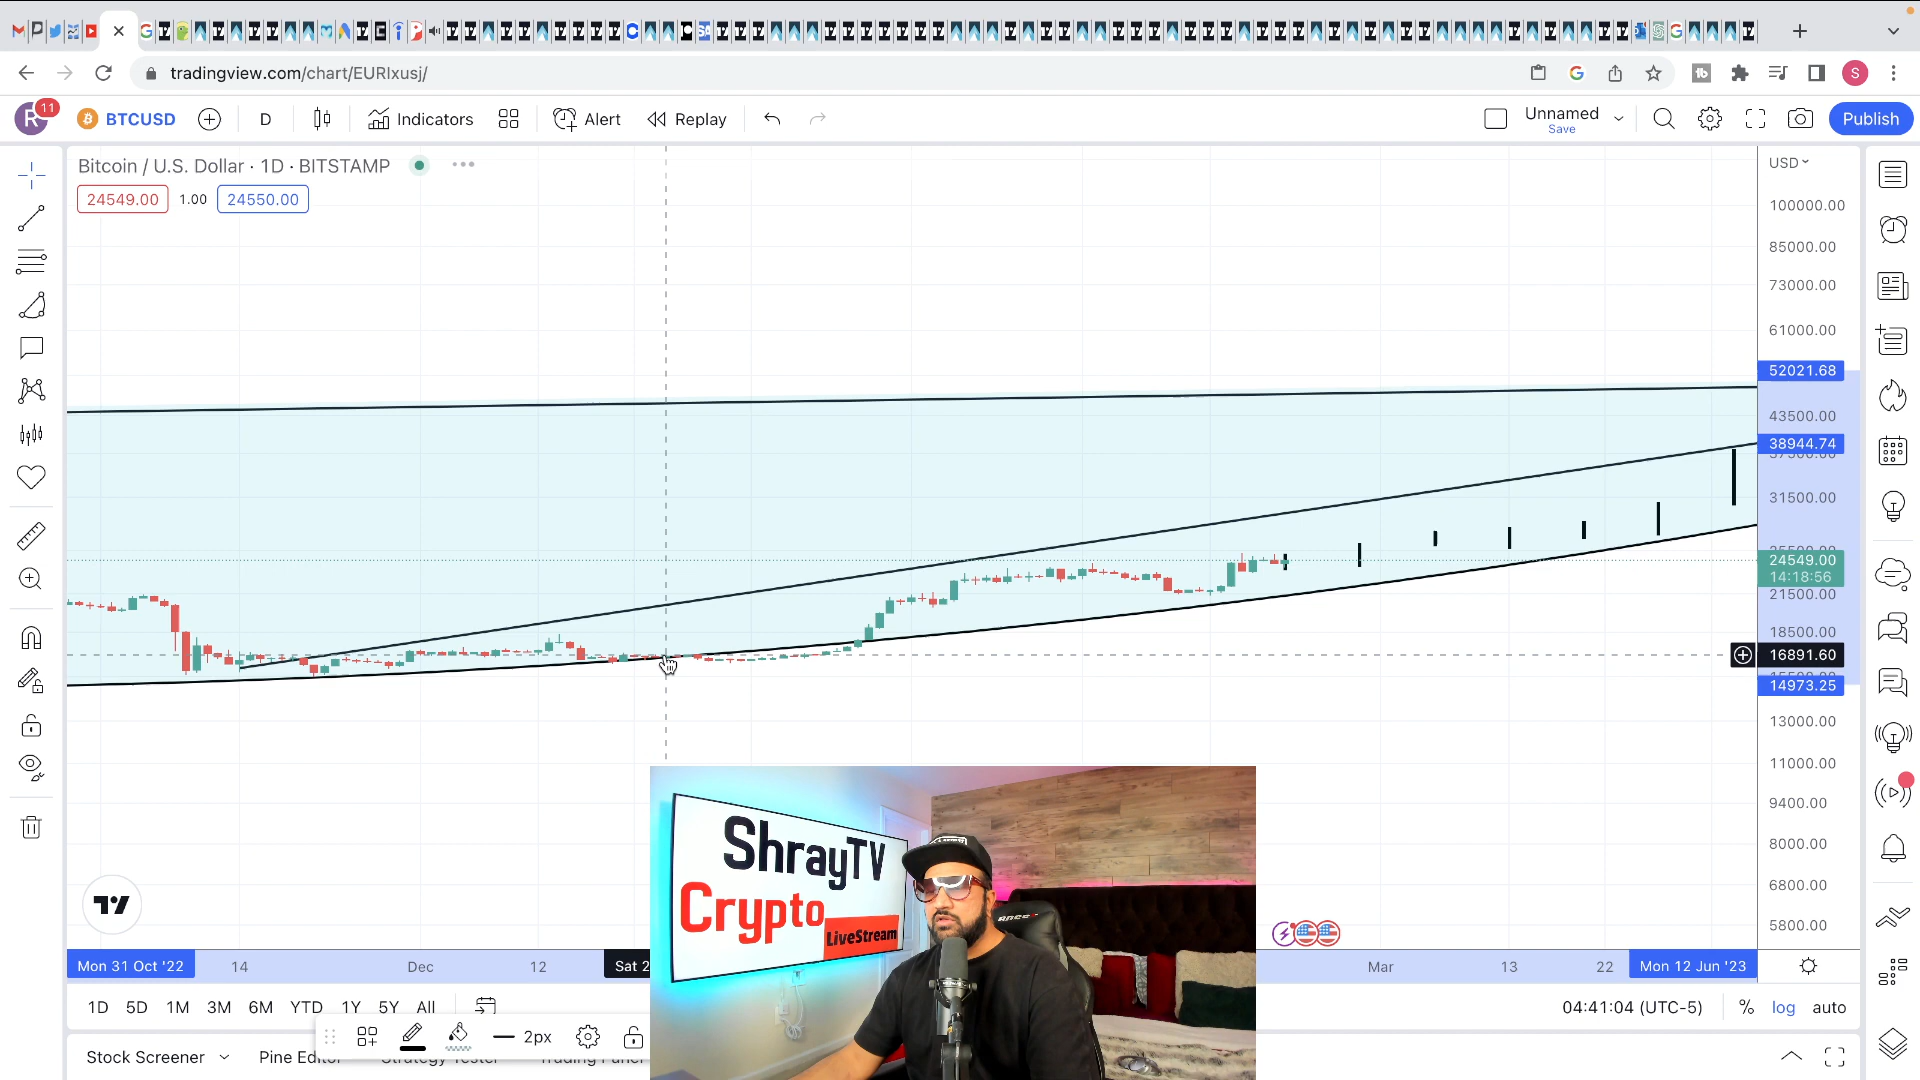 tradingview.com/chart/EURIxusj/
S
R
11
BTCUSD
D
Indicators
Alert
Replay
Unnamed
Save
Publish
Bitcoin / U.S. Dollar · 1D · BITSTAMP
24549.00
1.00
24550.00
USD
100000.00
85000.00
73000.00
61000.00
52021.68
43500.00
38944.74
31500.00
24549.00
14:18:56
21500.00
18500.00
16891.60
14973.25
13000.00
11000.00
9400.00
8000.00
6800.00
5800.00
ShrayTV
Crypto
LiveStream
Mon 31 Oct '22
14
Dec
12
Sat 2
Mar
13
22
Mon 12 Jun '23
1D
5D
1M
3M
6M
YTD
1Y
5Y
All
04:41:04 (UTC-5)
%
log
auto
2px
Stock Screener
Pine Editor
Strategy Tester
Trading Panel